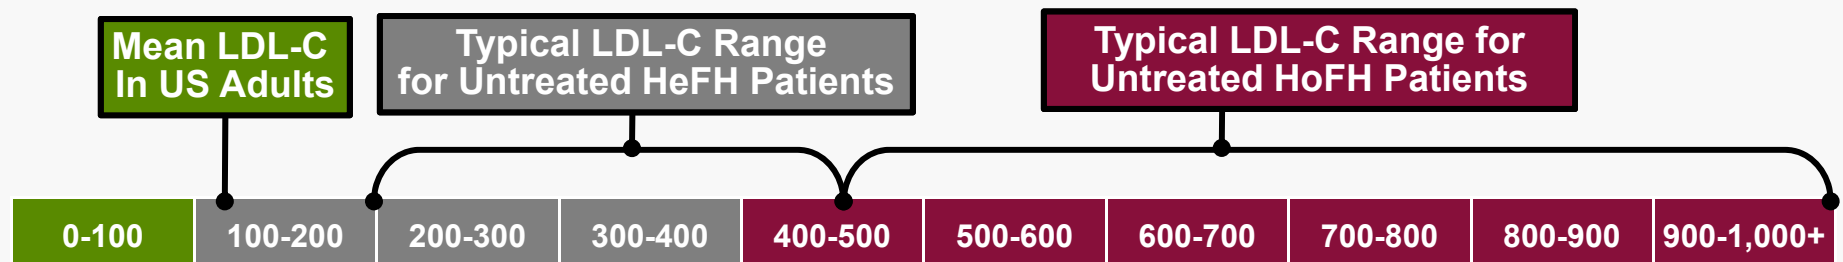 Mean LDL-C
In US Adults
Typical LDL-C Range
for Untreated HeFH Patients
Typical LDL-C Range for
Untreated HoFH Patients
0-100
100-200
200-300
300-400
400-500
500-600
600-700
700-800
800-900
900-1,000+